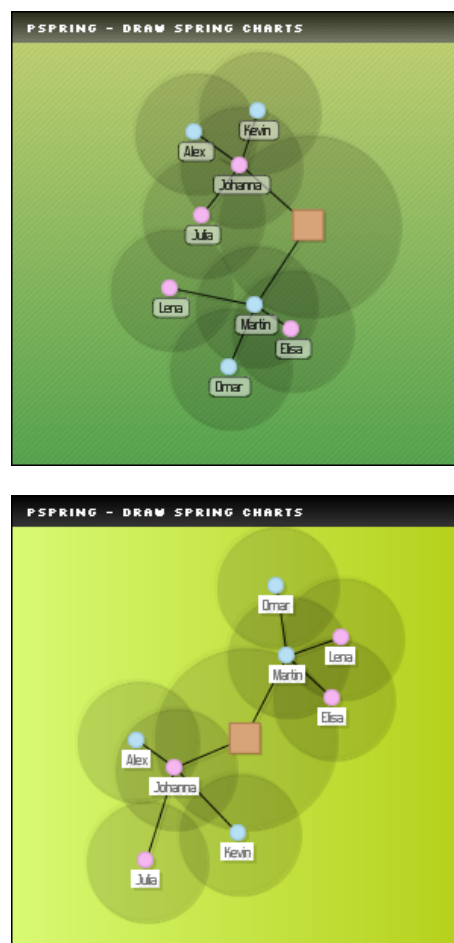 PSPRING - DRAW SPRING CHARTS
Kevin
Alex
Johanna
Julia
Lena
Martin
Elisa
Omar
PSPRING - DRAW SPRING CHARTS
Omar
Lena
Martin
Elisa
Alex
Johanna
Kevin
Julia